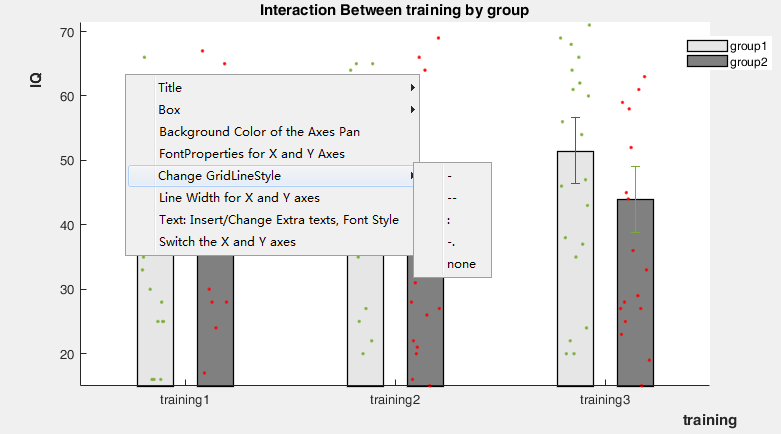 Interaction Between training by group
IQ
70
60
50
40
30
20
group1
group2
Title
Box
Background Color of the Axes Pan
FontProperties for X and Y Axes
Change GridLineStyle
Line Width for X and Y axes
Text: Insert/Change Extra texts, Font Style
Switch the X and Y axes
-
--
:
-.
none
training1
training2
training3
training